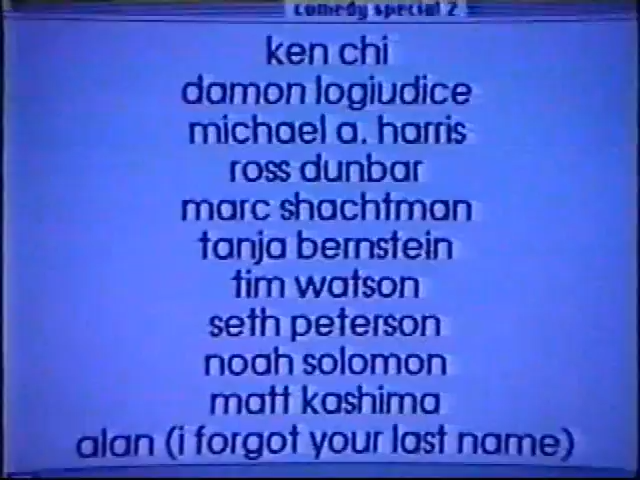 comedy special 2
ken chi
damon logiudice
michael a. harris
ross dunbar
marc shachtman
tanja bernstein
tim watson
seth peterson
noah solomon
matt kashima
alan (i forgot your last name)